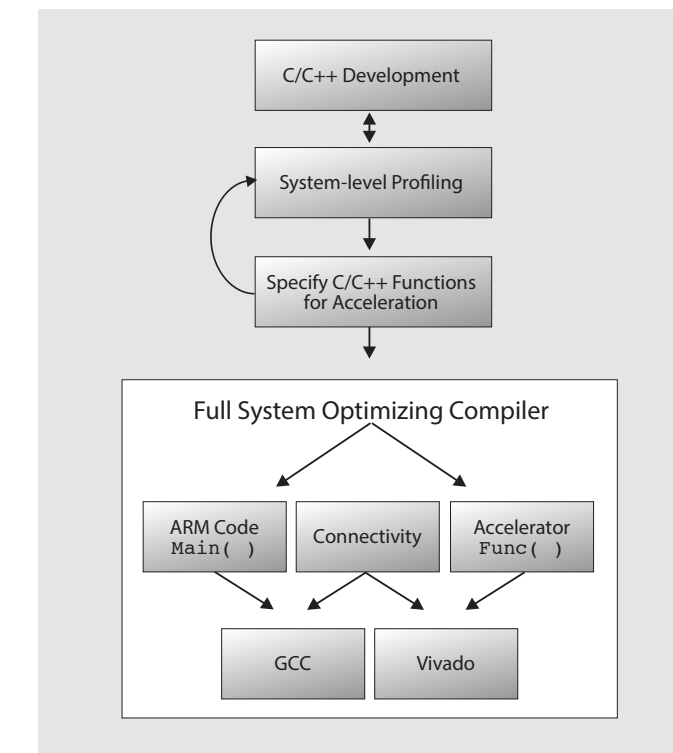 C/C++ Development
System-level Profiling
Specify C/C++ Functions
for Acceleration
Full System Optimizing Compiler
ARM Code
Main( )
Connectivity
Accelerator
Func( )
GCC
Vivado